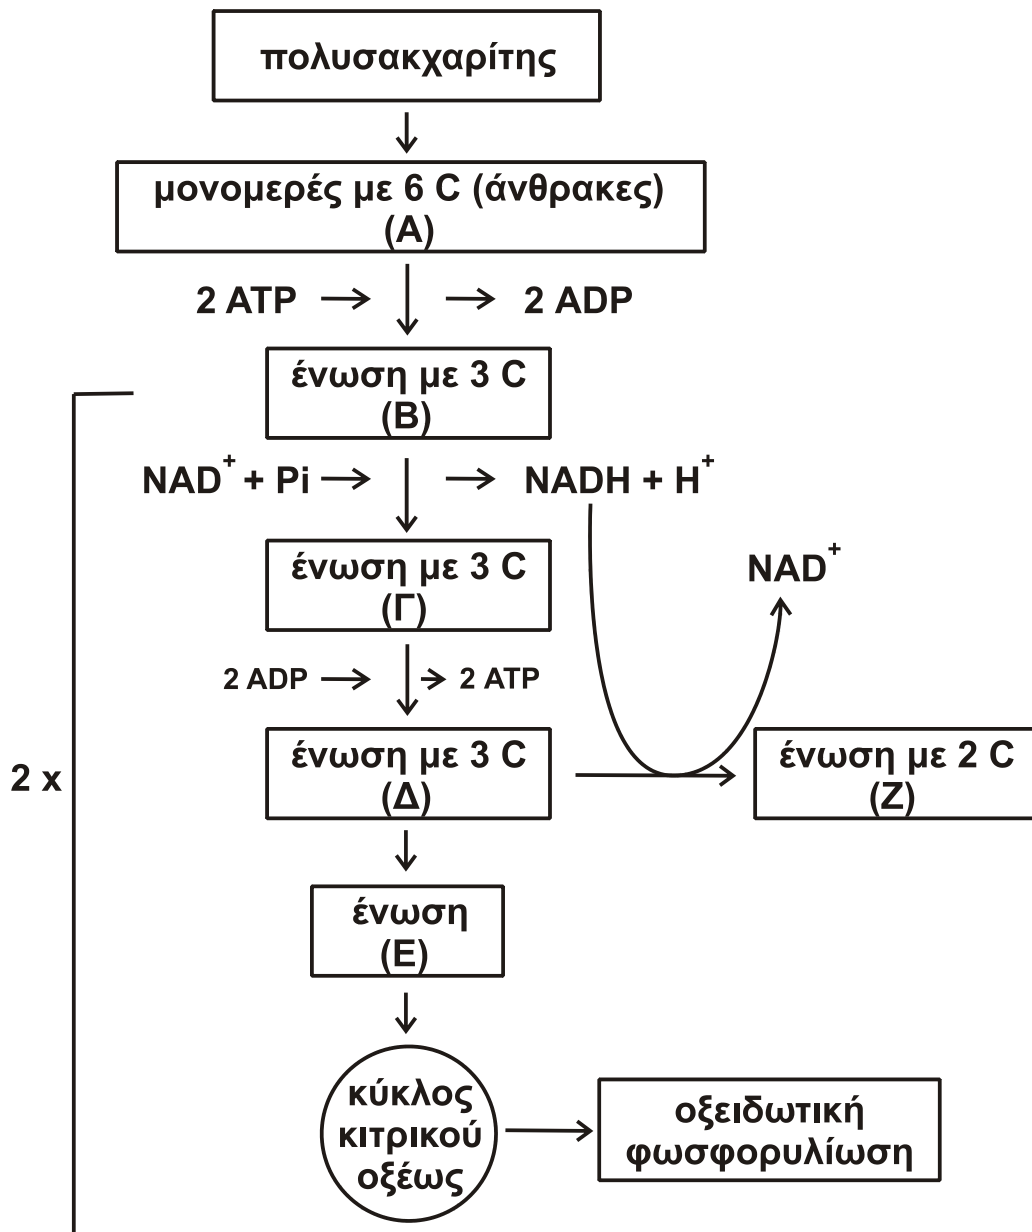 πολυσακχαρίτης
μονομερές με 6 C (άνθρακες)
(Α)
2 ATP
2 ADP
ένωση με 3 C
(Β)
NAD⁺ + Pi
NADH + H⁺
ένωση με 3 C
(Γ)
NAD⁺
2 ADP
2 ATP
2 x
ένωση με 3 C
(Δ)
ένωση με 2 C
(Ζ)
ένωση
(Ε)
κύκλος
κιτρικού
οξέως
οξειδωτική
φωσφορυλίωση